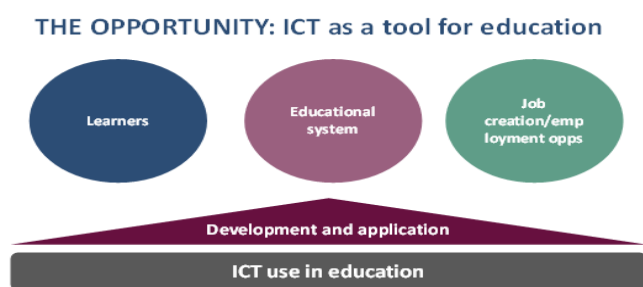 THE OPPORTUNITY: ICT as a tool for education
Learners
Educational
system
Job
creation/emp
loyment opps
Development and application
ICT use in education